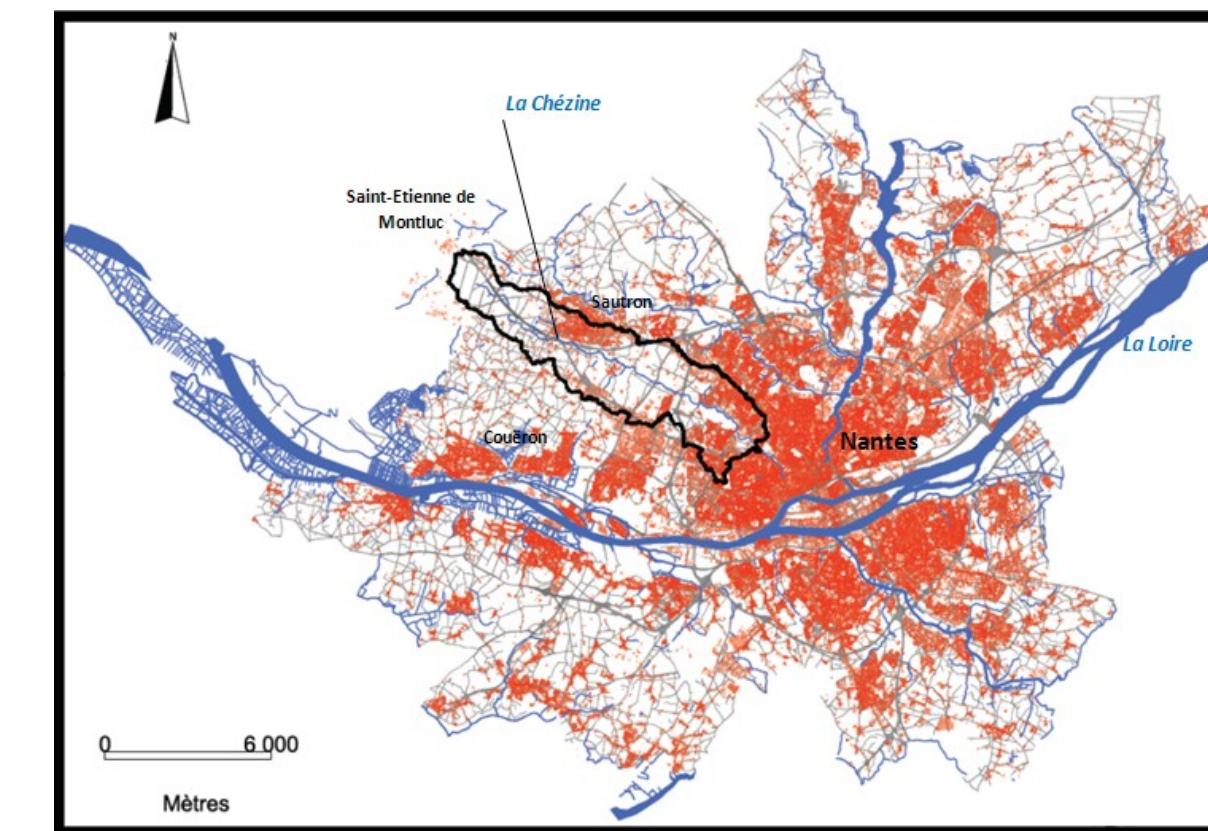 N
La Chézine
Saint-Etienne de
Montluc
Sautron
La Loire
Couëron
Nantes
0 6 000
Mètres